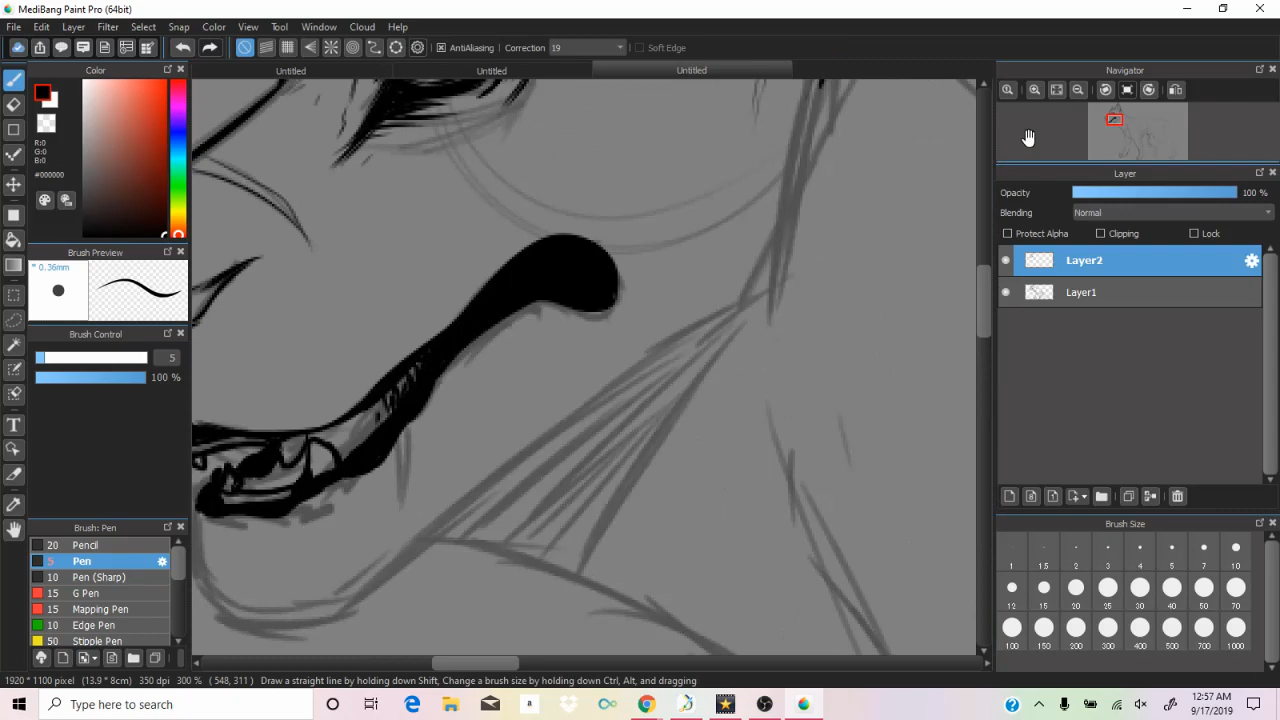 MediBang Paint Pro (64bit)
File Edit Layer Filter Select Snap Color View Tool Window Cloud Help
AntiAliasing Correction 19 Soft Edge
Color
Untitled Untitled Untitled
Navigator
R:0
G:0
B:0
#000000
Layer
Opacity 100 %
Blending Normal
Protect Alpha Clipping Lock
Brush Preview
* 0.36mm
Layer2
Layer1
Brush Control
5
100 %
Brush: Pen
20 Pencil
5 Pen
10 Pen (Sharp)
15 G Pen
15 Mapping Pen
10 Edge Pen
50 Stipple Pen
Brush Size
1 1.5 2 3 4 5 7 10
12 15 20 25 30 40 50 70
100 150 200 300 400 500 700 1000
1920 * 1100 pixel (13.9 * 8cm) 350 dpi 300 % ( 548, 311 ) Draw a straight line by holding down Shift, Change a brush size by holding down Ctrl, Alt, and dragging
Type here to search
12:57 AM
9/17/2019